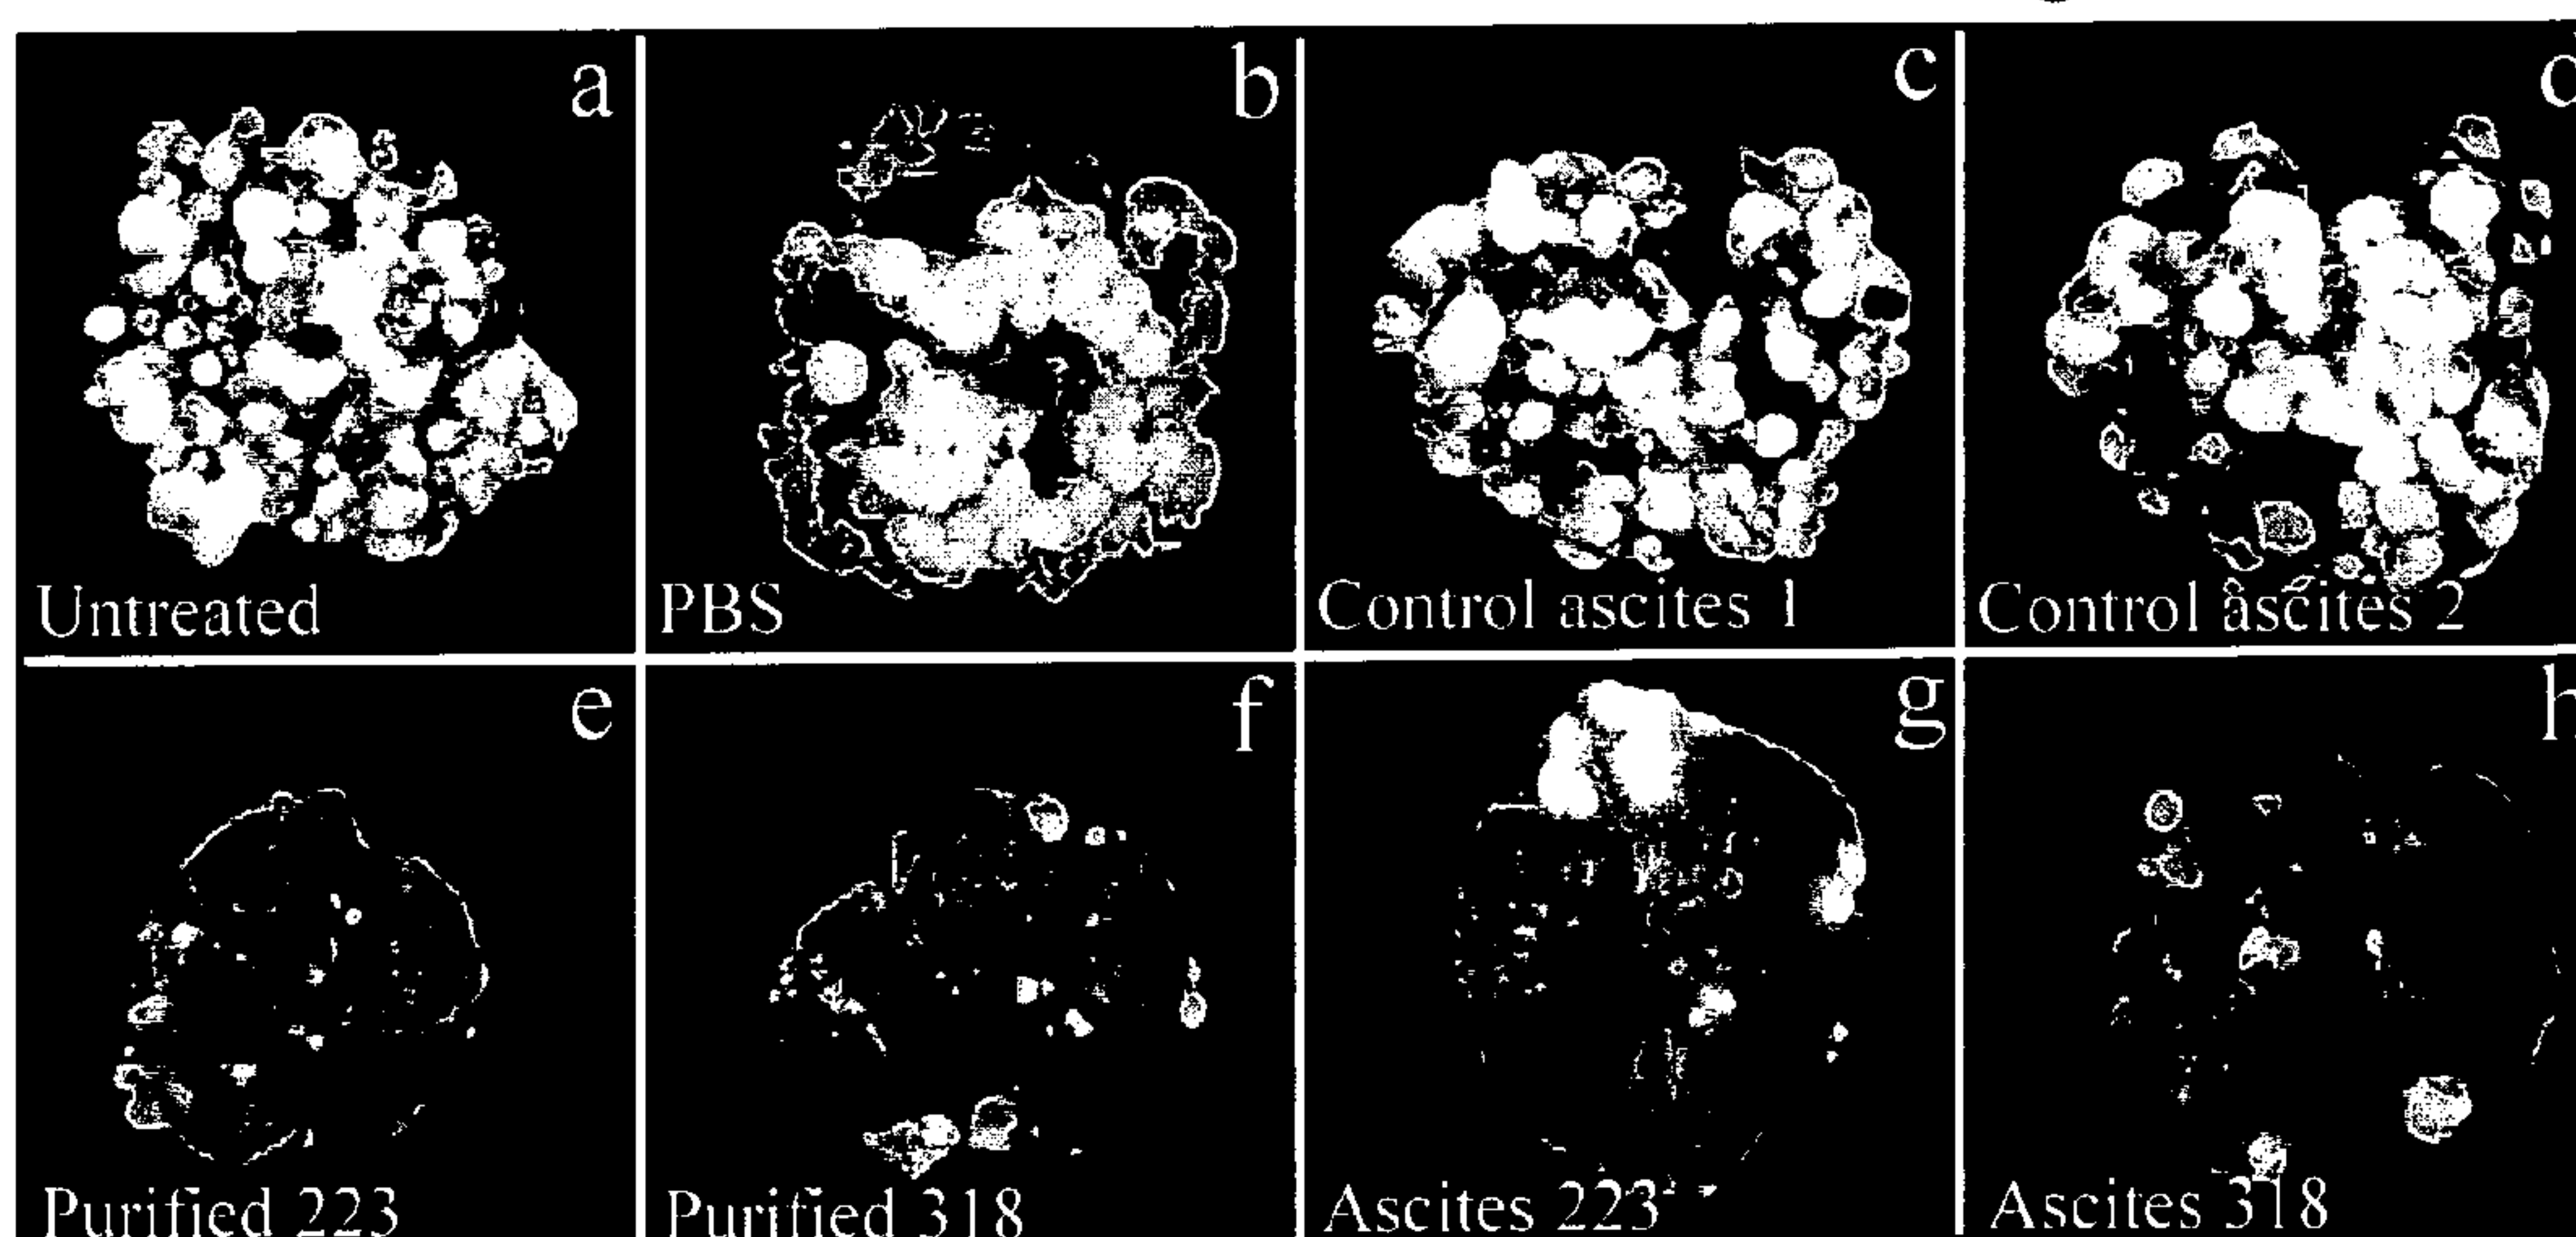 a
b
c
Untreated
PBS
Control ascites 1
Control ascites 2
e
f
g
h
Purified 223
Purified 318
Ascites 223
Ascites 318